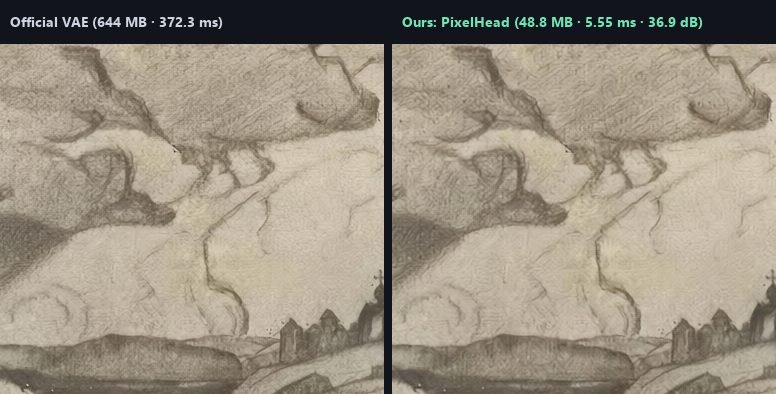 Official VAE (644 MB · 372.3 ms)
Ours: PixelHead (48.8 MB · 5.55 ms · 36.9 dB)